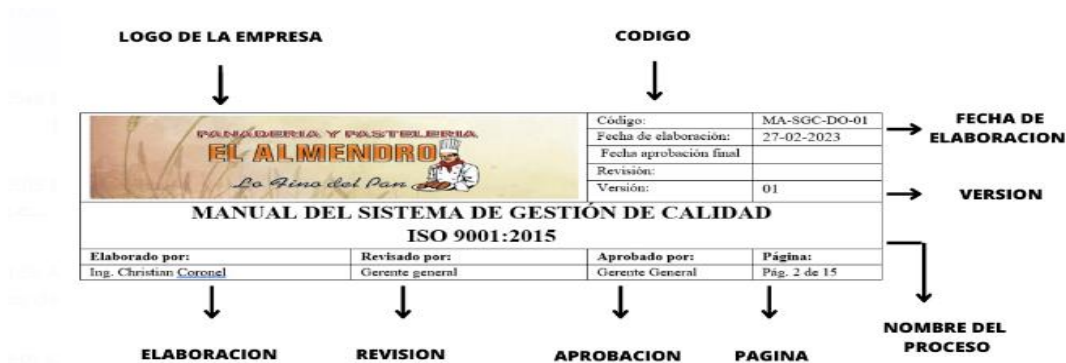 LOGO DE LA EMPRESA
CODIGO
PANADERIA Y PASTELERIA
EL ALMENDRO
Lo Fino del Pan
Código: MA-SGC-DO-01
Fecha de elaboración: 27-02-2023
Fecha aprobación final
Revisión:
Versión: 01
FECHA DE
ELABORACION
VERSION
MANUAL DEL SISTEMA DE GESTIÓN DE CALIDAD
ISO 9001:2015
Elaborado por: Revisado por: Aprobado por: Página:
Ing. Christian Coronel Gerente general Gerente General Pág. 2 de 15
NOMBRE DEL
PROCESO
ELABORACION REVISION APROBACION PAGINA